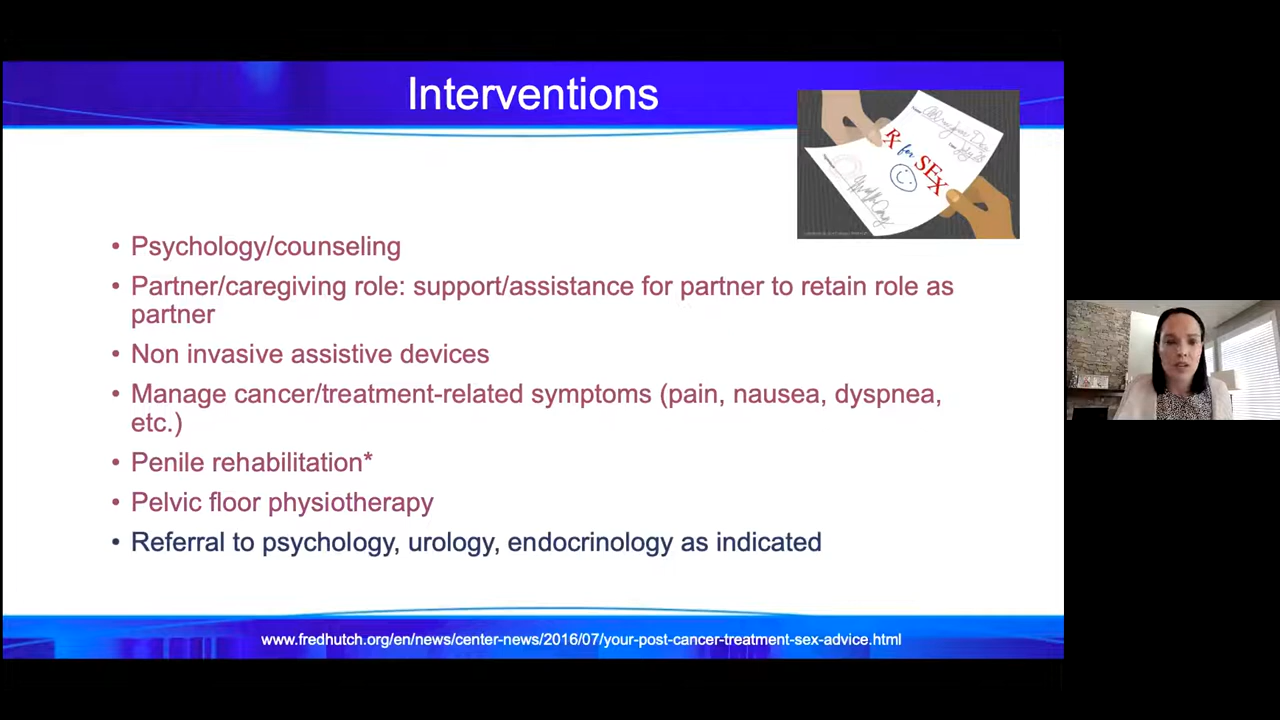 Interventions
Rx for SEX
• Psychology/counseling
• Partner/caregiving role: support/assistance for partner to retain role as
partner
• Non invasive assistive devices
• Manage cancer/treatment-related symptoms (pain, nausea, dyspnea,
etc.)
• Penile rehabilitation*
• Pelvic floor physiotherapy
• Referral to psychology, urology, endocrinology as indicated
www.fredhutch.org/en/news/center-news/2016/07/your-post-cancer-treatment-sex-advice.html